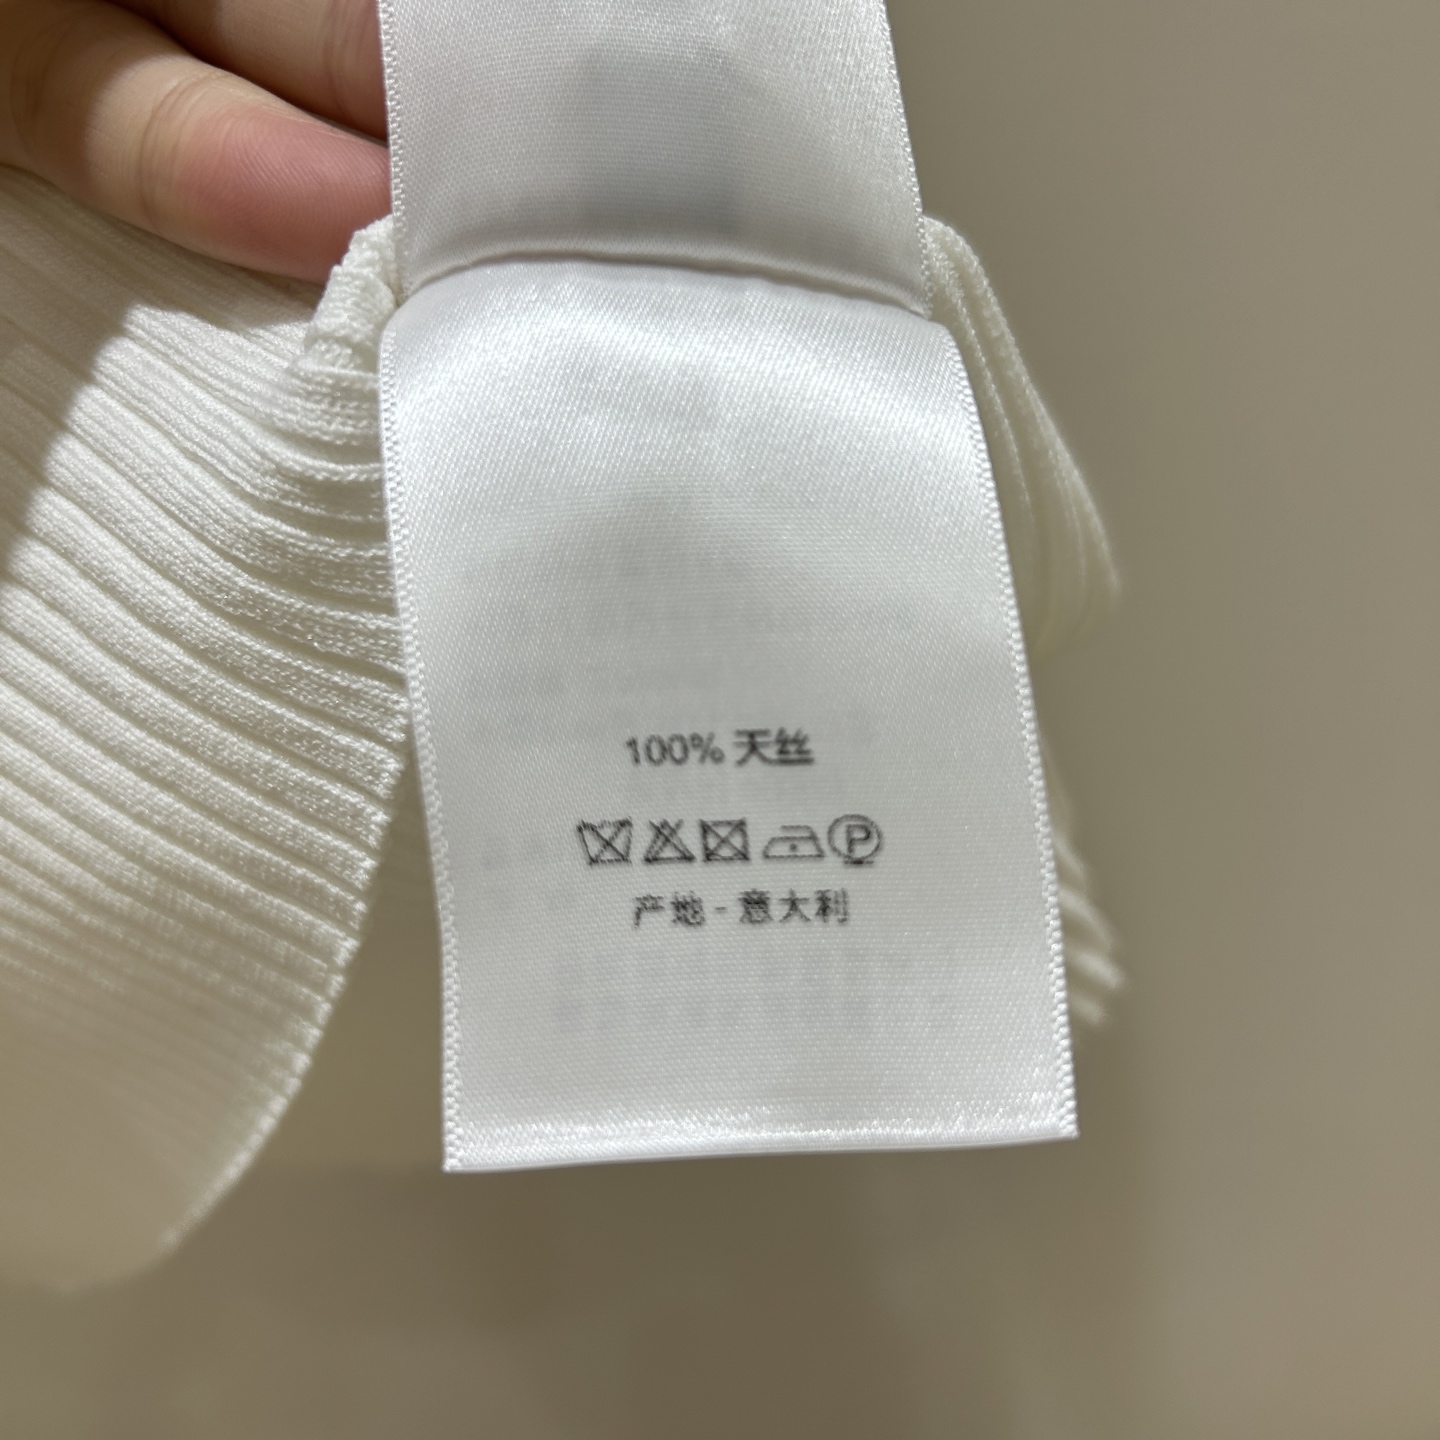 100% 天丝
P
产地 - 意大利